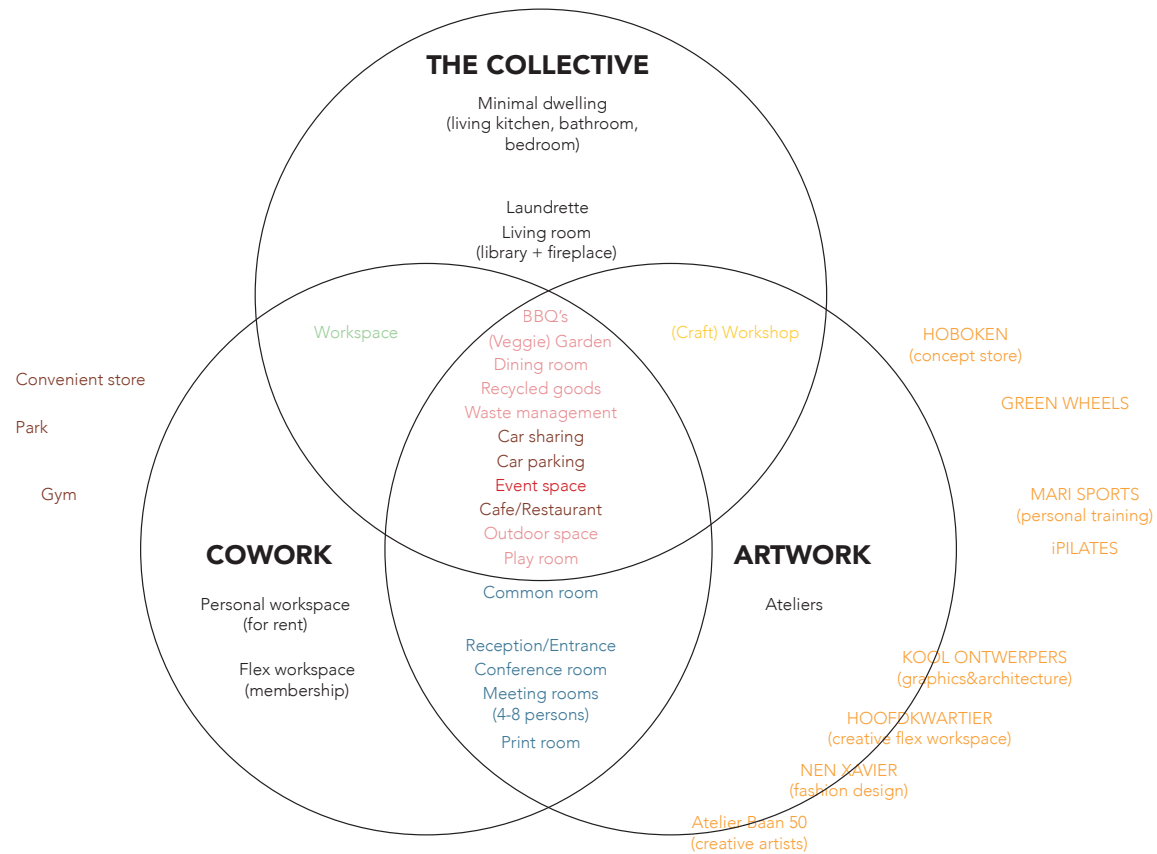 THE COLLECTIVE
Minimal dwelling
(living kitchen, bathroom,
bedroom)
Laundrette
Living room
(library + fireplace)
Workspace
BBQ's
(Veggie) Garden
Dining room
Recycled goods
Waste management
Car sharing
Car parking
Event space
Cafe/Restaurant
Outdoor space
Play room
(Craft) Workshop
HOBOKEN
(concept store)
GREEN WHEELS
MARI SPORTS
(personal training)
iPILATES
Convenient store
Park
Gym
COWORK
Personal workspace
(for rent)
Flex workspace
(membership)
Common room
Reception/Entrance
Conference room
Meeting rooms
(4-8 persons)
Print room
ARTWORK
Ateliers
KOOL ONTWERPERS
(graphics&architecture)
HOOFDKWARTIER
(creative flex workspace)
NEN XAVIER
(fashion design)
Atelier Baan 50
(creative artists)